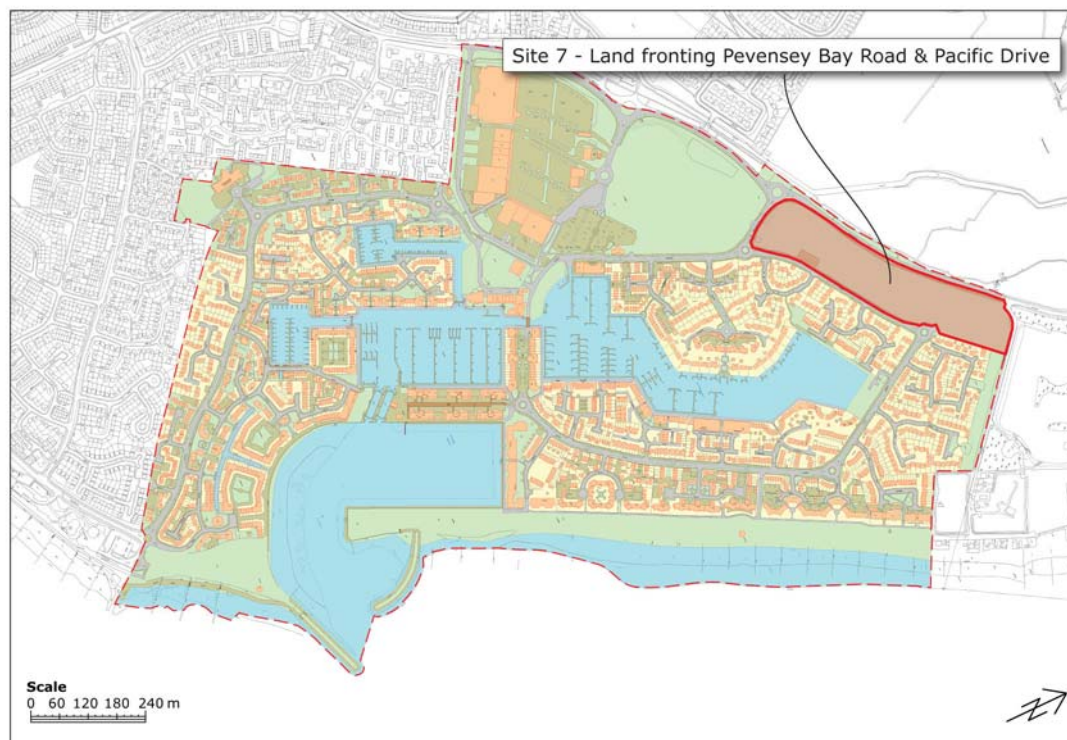 Site 7 - Land fronting Pevensey Bay Road & Pacific Drive
Scale
0 60 120 180 240 m